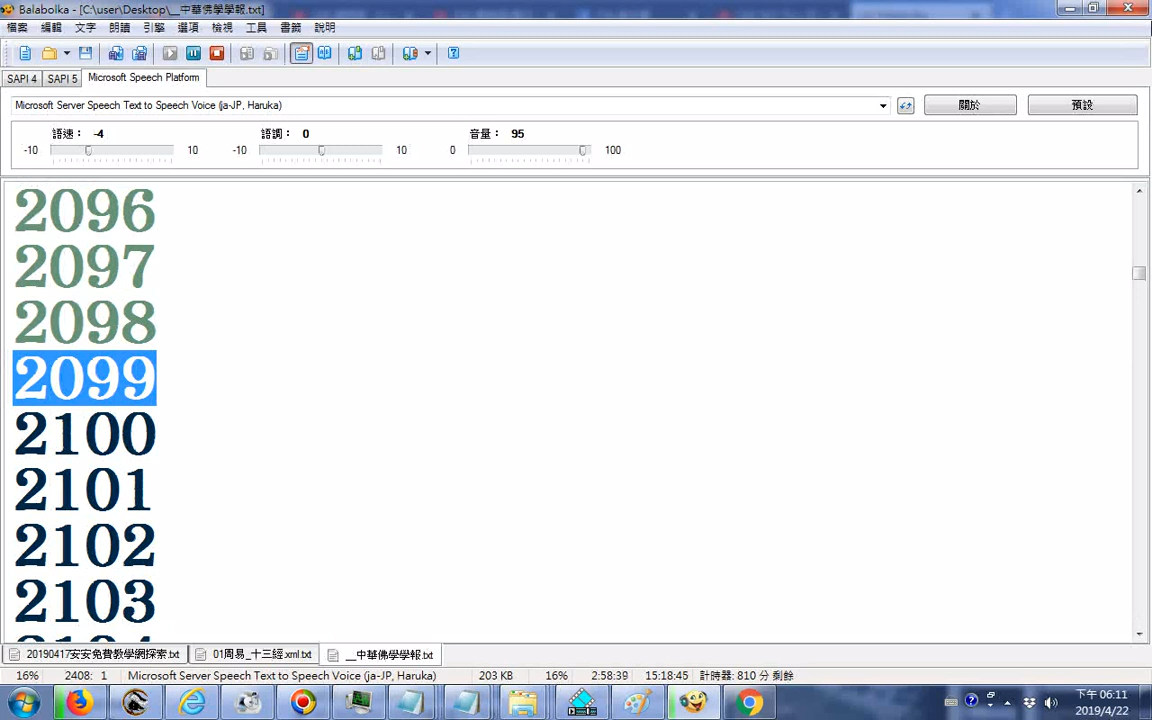 Balabolka - [C:\user\Desktop\__中華佛學學報.txt]
檔案 編輯 文字 朗讀 引擎 選項 檢視 工具 書籤 說明
SAPI 4 SAPI 5 Microsoft Speech Platform
Microsoft Server Speech Text to Speech Voice (ja-JP, Haruka) 關於 預設
語速： -4 語調： 0 音量： 95
-10 10 -10 10 0 100
2096
2097
2098
2099
2100
2101
2102
2103
20190417安安免費教學網探索.txt 01周易_十三經.xml.txt __中華佛學學報.txt
16% 2408: 1 Microsoft Server Speech Text to Speech Voice (ja-JP, Haruka) 203 KB 16% 2:58:39 15:18:45 計時器: 810 分 剩餘
下午 06:11
2019/4/22